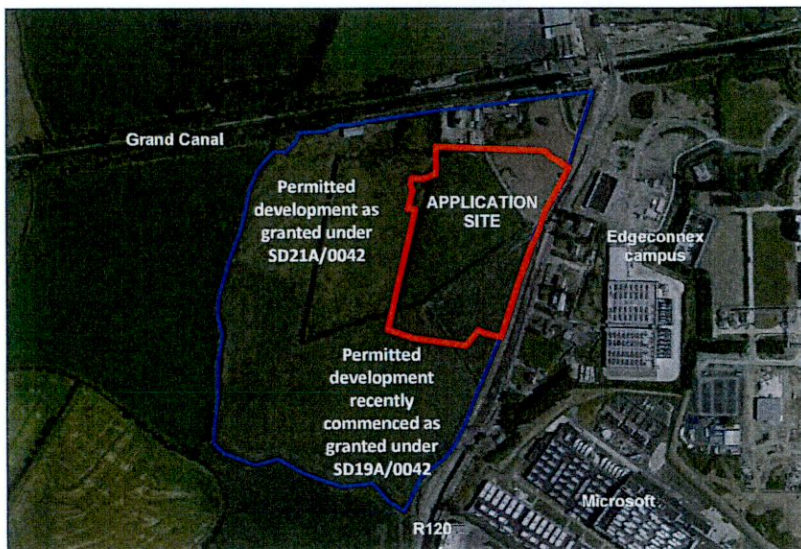 Grand Canal
Permitted
development as
granted under
SD21A/0042
APPLICATION
SITE
Edgeconnex
campus
Permitted
development
recently
commenced as
granted under
SD19A/0042
Microsoft
R120